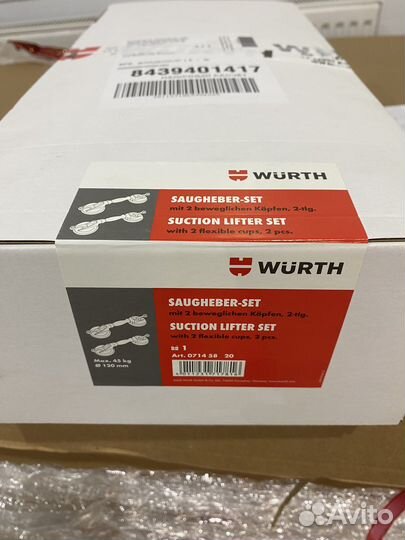 8439401417
WÜRTH
SAUGHEBER-SET
mit 2 beweglichen Köpfen, 2-tlg.
SUCTION LIFTER SET
with 2 flexible cups, 2 pcs.
WÜRTH
SAUGHEBER-SET
mit 2 beweglichen Köpfen, 2-tlg.
SUCTION LIFTER SET
with 2 flexible cups, 2 pcs.
1
Max. 45 kg
Ø 120 mm
Art. 0714 58 20
Avito